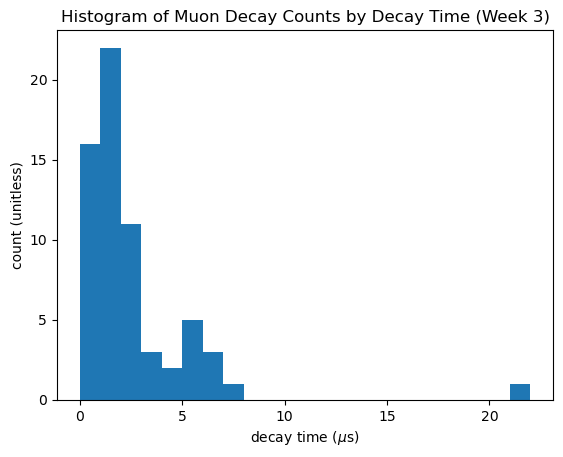 Histogram of Muon Decay Counts by Decay Time (Week 3)
count (unitless)
20
15
10
5
0
0 5 10 15 20
decay time (μs)